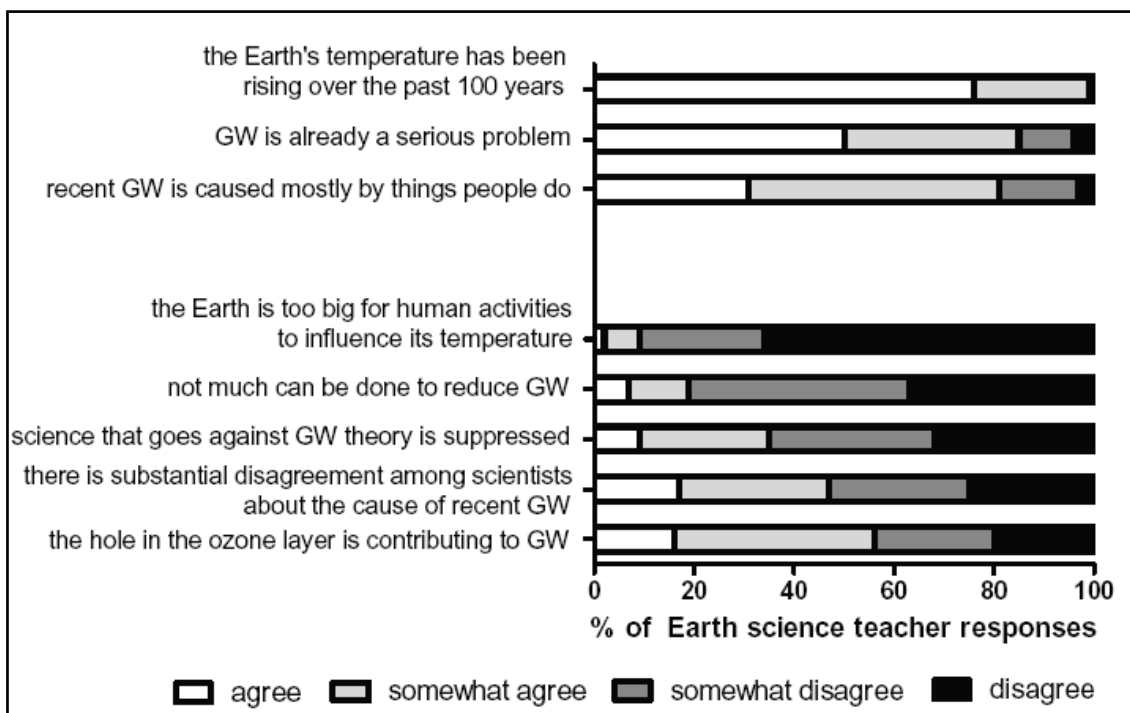 the Earth's temperature has been
rising over the past 100 years
GW is already a serious problem
recent GW is caused mostly by things people do
the Earth is too big for human activities
to influence its temperature
not much can be done to reduce GW
science that goes against GW theory is suppressed
there is substantial disagreement among scientists
about the cause of recent GW
the hole in the ozone layer is contributing to GW
0 20 40 60 80 100
% of Earth science teacher responses
agree somewhat agree somewhat disagree disagree